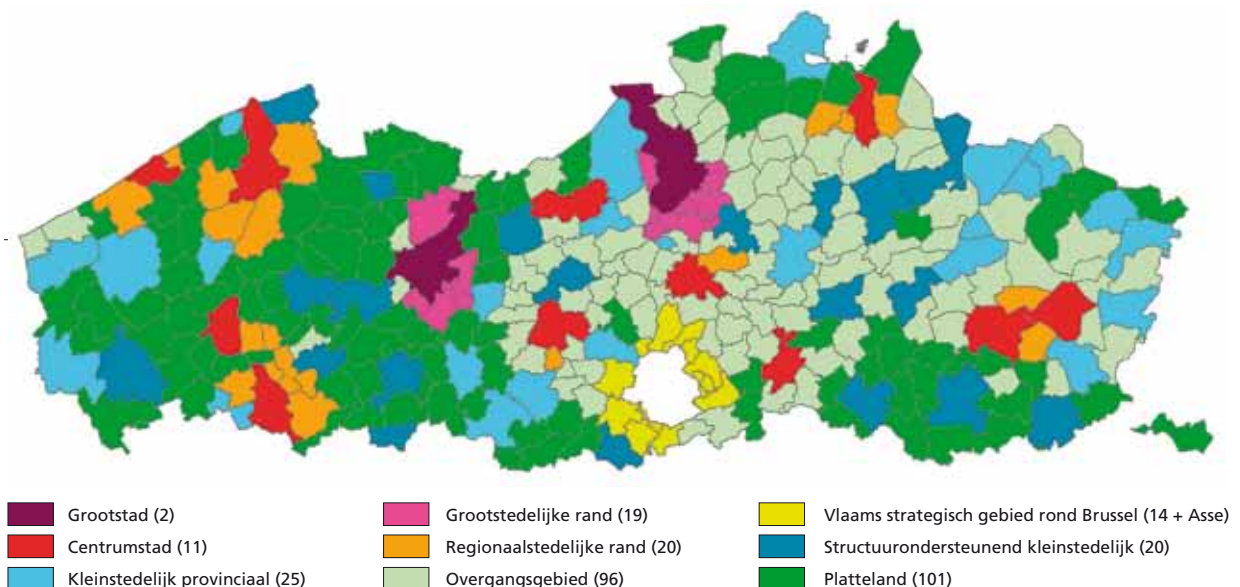 Grootstad (2)
Grootstedelijke rand (19)
Vlaams strategisch gebied rond Brussel (14 + Asse)
Centrumstad (11)
Regionaalstedelijke rand (20)
Structuurondersteunend kleinstedelijk (20)
Kleinstedelijk provinciaal (25)
Overgangsgebied (96)
Platteland (101)